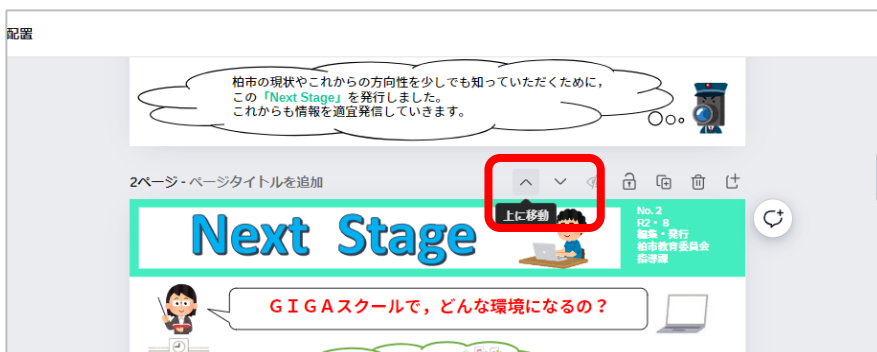 配置
柏市の現状やこれからの方向性を少しでも知っていただくために，
この「Next Stage」を発行しました。
これからも情報を適宜発信していきます。
2ページ - ページタイトルを追加
上に移動
Next Stage
No.2
R2・8
編集・発行
柏市教育委員会
指導課
ＧＩＧＡスクールで，どんな環境になるの？